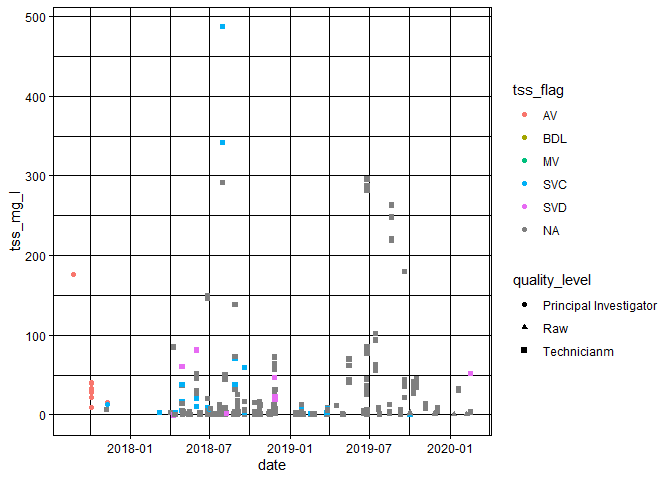 500
400
300
200
100
0
tss_mg_l
2018-01 2018-07 2019-01 2019-07 2020-01
date
tss_flag
AV
BDL
MV
SVC
SVD
NA
quality_level
Principal Investigator
Raw
Technicianm